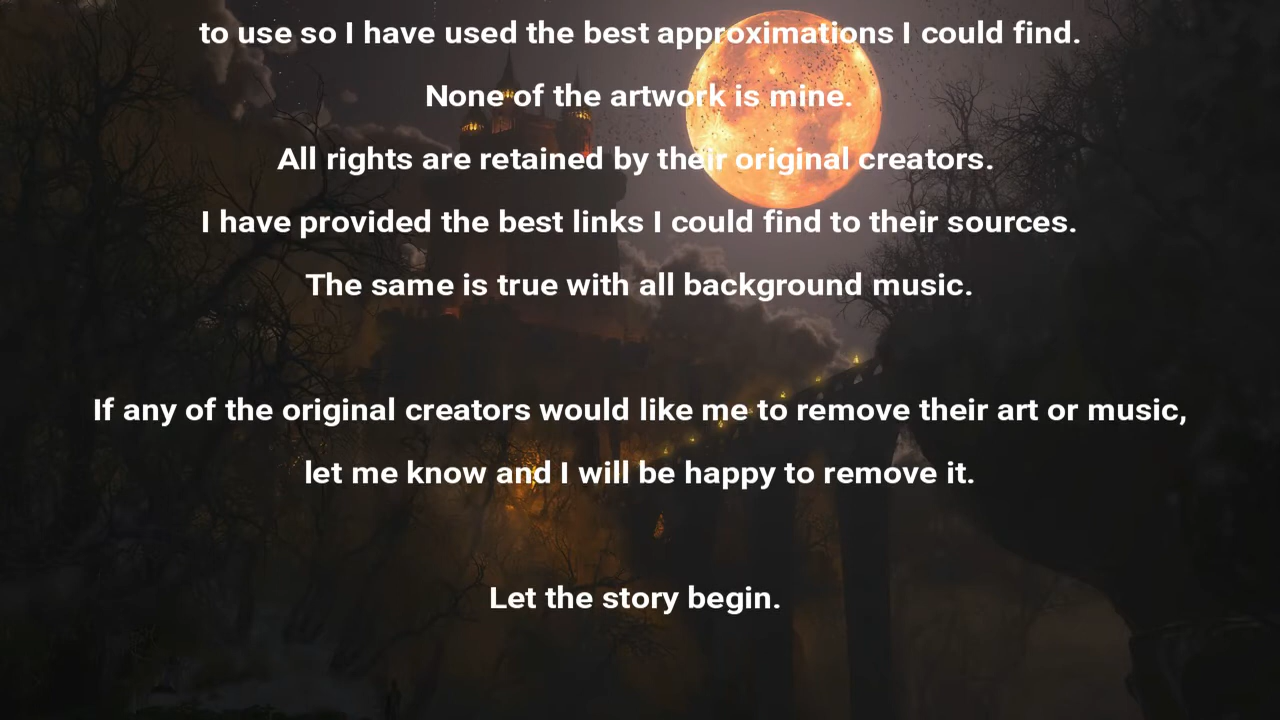 to use so I have used the best approximations I could find.
None of the artwork is mine.
All rights are retained by their original creators.
I have provided the best links I could find to their sources.
The same is true with all background music.
If any of the original creators would like me to remove their art or music,
let me know and I will be happy to remove it.
Let the story begin.